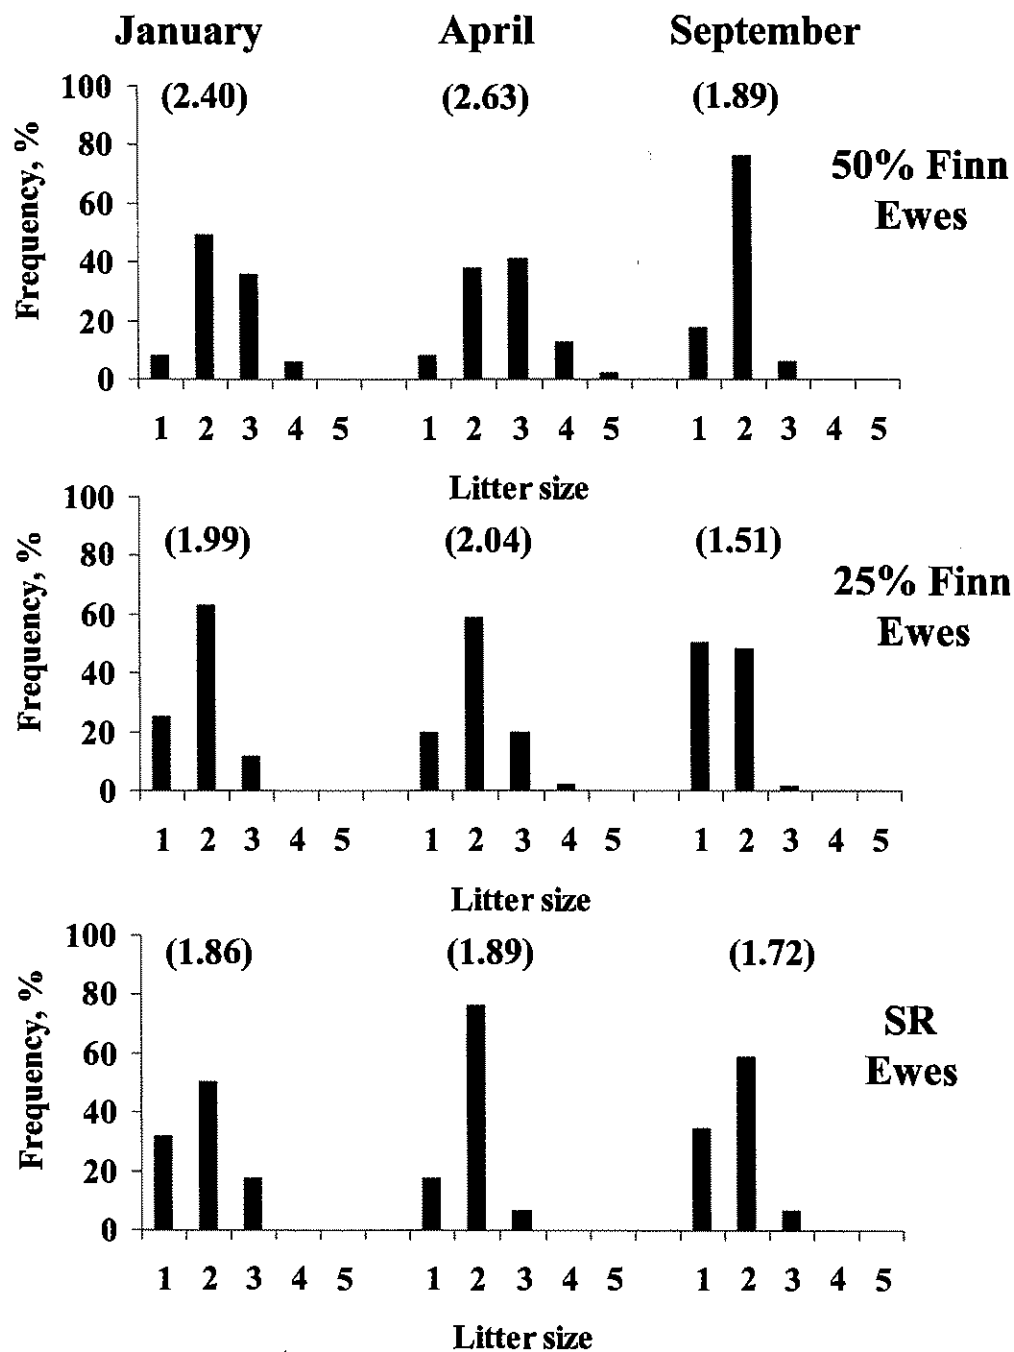 January April September
100 (2.40) (2.63) (1.89)
80
60
40
20
0
Frequency, %
50% Finn
Ewes
1 2 3 4 5 1 2 3 4 5 1 2 3 4 5
Litter size
100
(1.99) (2.04) (1.51)
80
60
40
20
0
Frequency, %
25% Finn
Ewes
1 2 3 4 5 1 2 3 4 5 1 2 3 4 5
Litter size
100
(1.86) (1.89) (1.72)
80
60
40
20
0
Frequency, %
SR
Ewes
1 2 3 4 5 1 2 3 4 5 1 2 3 4 5
Litter size